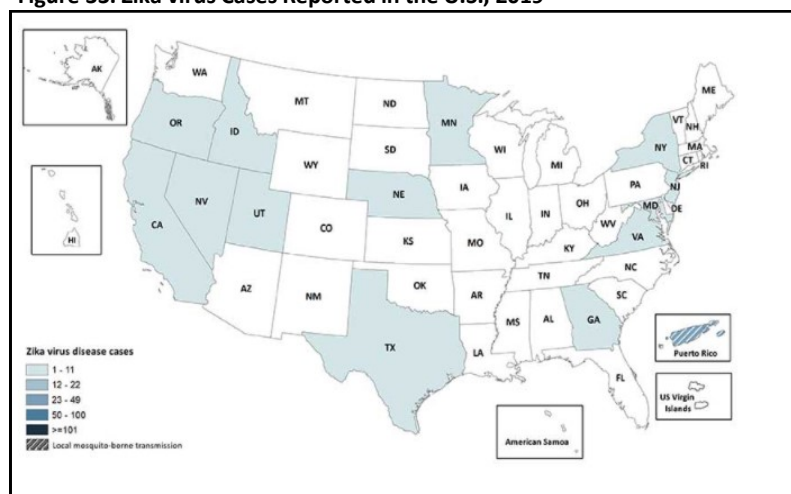 Figure 33. Zika Virus Cases Reported in the U.S., 2019
AK
WA
MT
ND
MN
ME
VT
NH
OR
ID
WY
SD
WI
MI
NY
MA
CT
RI
NV
UT
NE
IA
PA
NJ
CA
CO
KS
MO
IL
IN
OH
WV
MD
DE
VA
KY
HI
AZ
NM
OK
AR
TN
NC
SC
TX
LA
MS
AL
GA
FL
Puerto Rico
US Virgin
Islands
American Samoa
Zika virus disease cases
1 - 11
12 - 22
23 - 49
50 - 100
>=101
Local mosquito-borne transmission